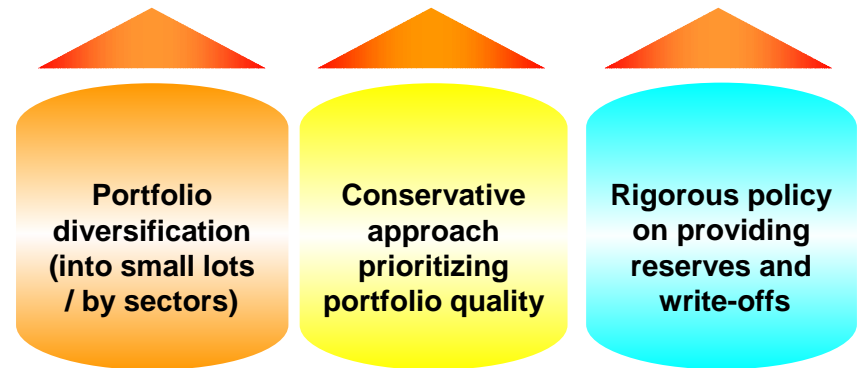 Portfolio
diversification
(into small lots
/ by sectors)
Conservative
approach
prioritizing
portfolio quality
Rigorous policy
on providing
reserves and
write-offs